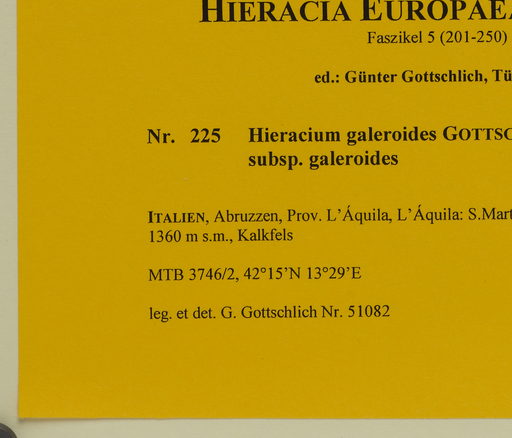 HIERACIA EUROPAEA
Faszikel 5 (201-250)
ed.: Günter Gottschlich, Tü
Nr. 225 Hieracium galeroides GOTTSC
subsp. galeroides
ITALIEN, Abruzzen, Prov. L'Áquila, L'Áquila: S.Mart
1360 m s.m., Kalkfels
MTB 3746/2, 42°15'N 13°29'E
leg. et det. G. Gottschlich Nr. 51082